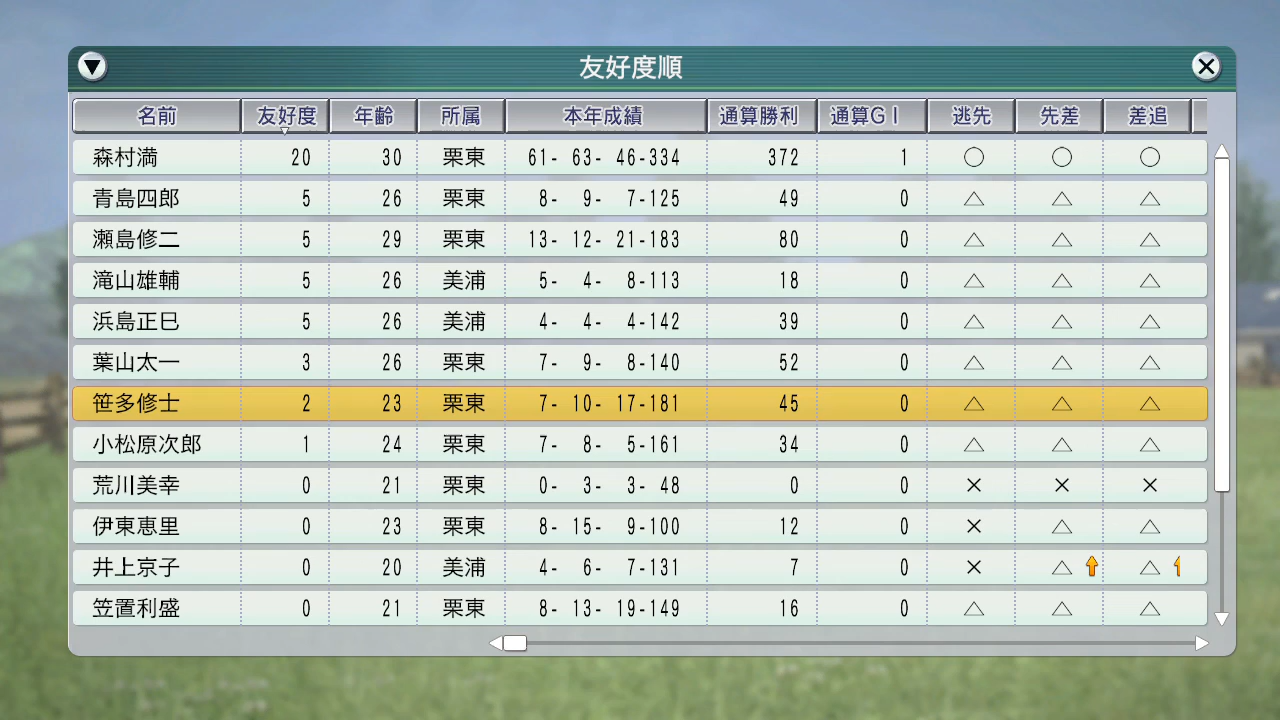 友好度順
名前 友好度 年齢 所属 本年成績 通算勝利 通算GⅠ 逃先 先差 差追
森村満 20 30 栗東 61- 63- 46-334 372 1 ○ ○ ○
青島四郎 5 26 栗東 8- 9- 7-125 49 0 △ △ △
瀬島修二 5 29 栗東 13- 12- 21-183 80 0 △ △ △
滝山雄輔 5 26 美浦 5- 4- 8-113 18 0 △ △ △
浜島正巳 5 26 美浦 4- 4- 4-142 39 0 △ △ △
葉山太一 3 26 栗東 7- 9- 8-140 52 0 △ △ △
笹多修士 2 23 栗東 7- 10- 17-181 45 0 △ △ △
小松原次郎 1 24 栗東 7- 8- 5-161 34 0 △ △ △
荒川美幸 0 21 栗東 0- 3- 3- 48 0 0 × × ×
伊東恵里 0 23 栗東 8- 15- 9-100 12 0 × △ △
井上京子 0 20 美浦 4- 6- 7-131 7 0 × △ △
笠置利盛 0 21 栗東 8- 13- 19-149 16 0 △ △ △